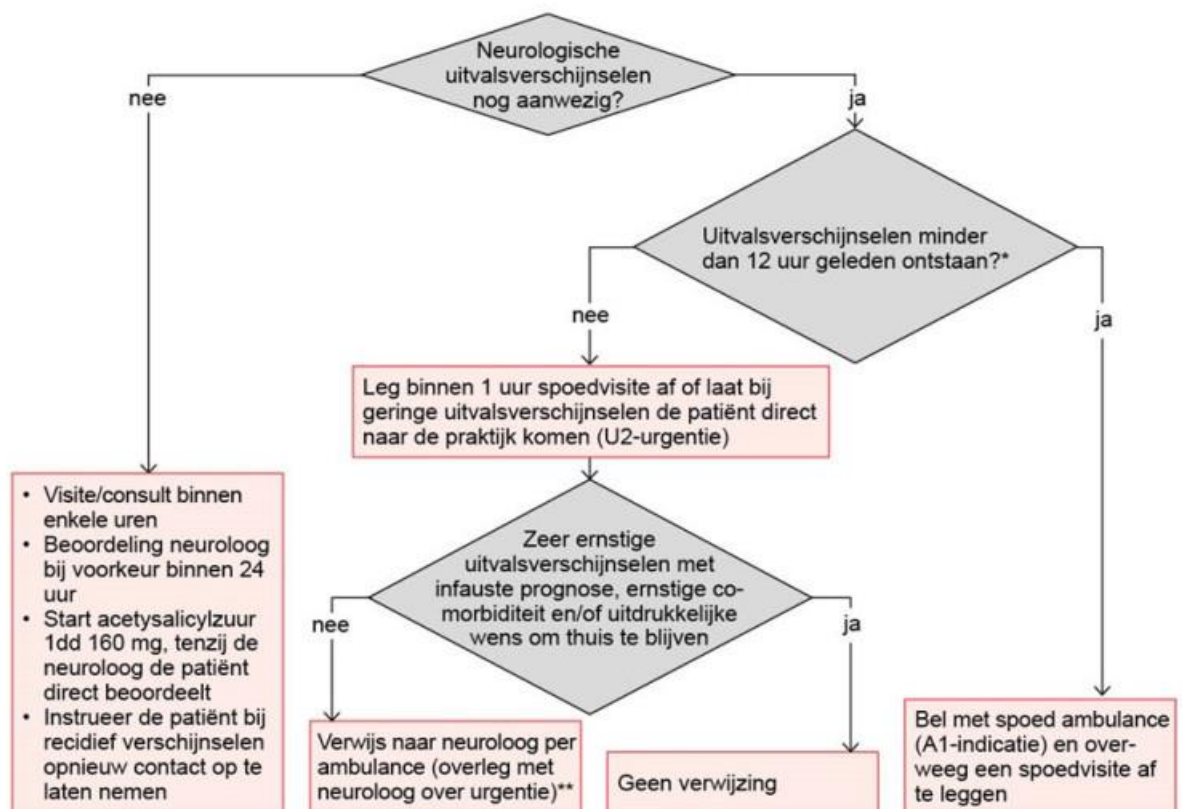 Neurologische
uitvalsverschijnselen
nog aanwezig?
nee
ja
Uitvalsverschijnselen minder
dan 12 uur geleden ontstaan?*
nee
ja
Leg binnen 1 uur spoedvisite af of laat bij
geringe uitvalsverschijnselen de patiënt direct
naar de praktijk komen (U2-urgentie)
• Visite/consult binnen
enkele uren
• Beoordeling neuroloog
bij voorkeur binnen 24
uur
• Start acetysalicylzuur
1dd 160 mg, tenzij de
neuroloog de patiënt
direct beoordeelt
• Instrueer de patiënt bij
recidief verschijnselen
opnieuw contact op te
laten nemen
Zeer ernstige
uitvalsverschijnselen met
infauste prognose, ernstige co-
morbiditeit en/of uitdrukkelijke
wens om thuis te blijven
nee
ja
Verwijs naar neuroloog per
ambulance (overleg met
neuroloog over urgentie)**
Geen verwijzing
Bel met spoed ambulance
(A1-indicatie) en over-
weeg een spoedvisite af
te leggen